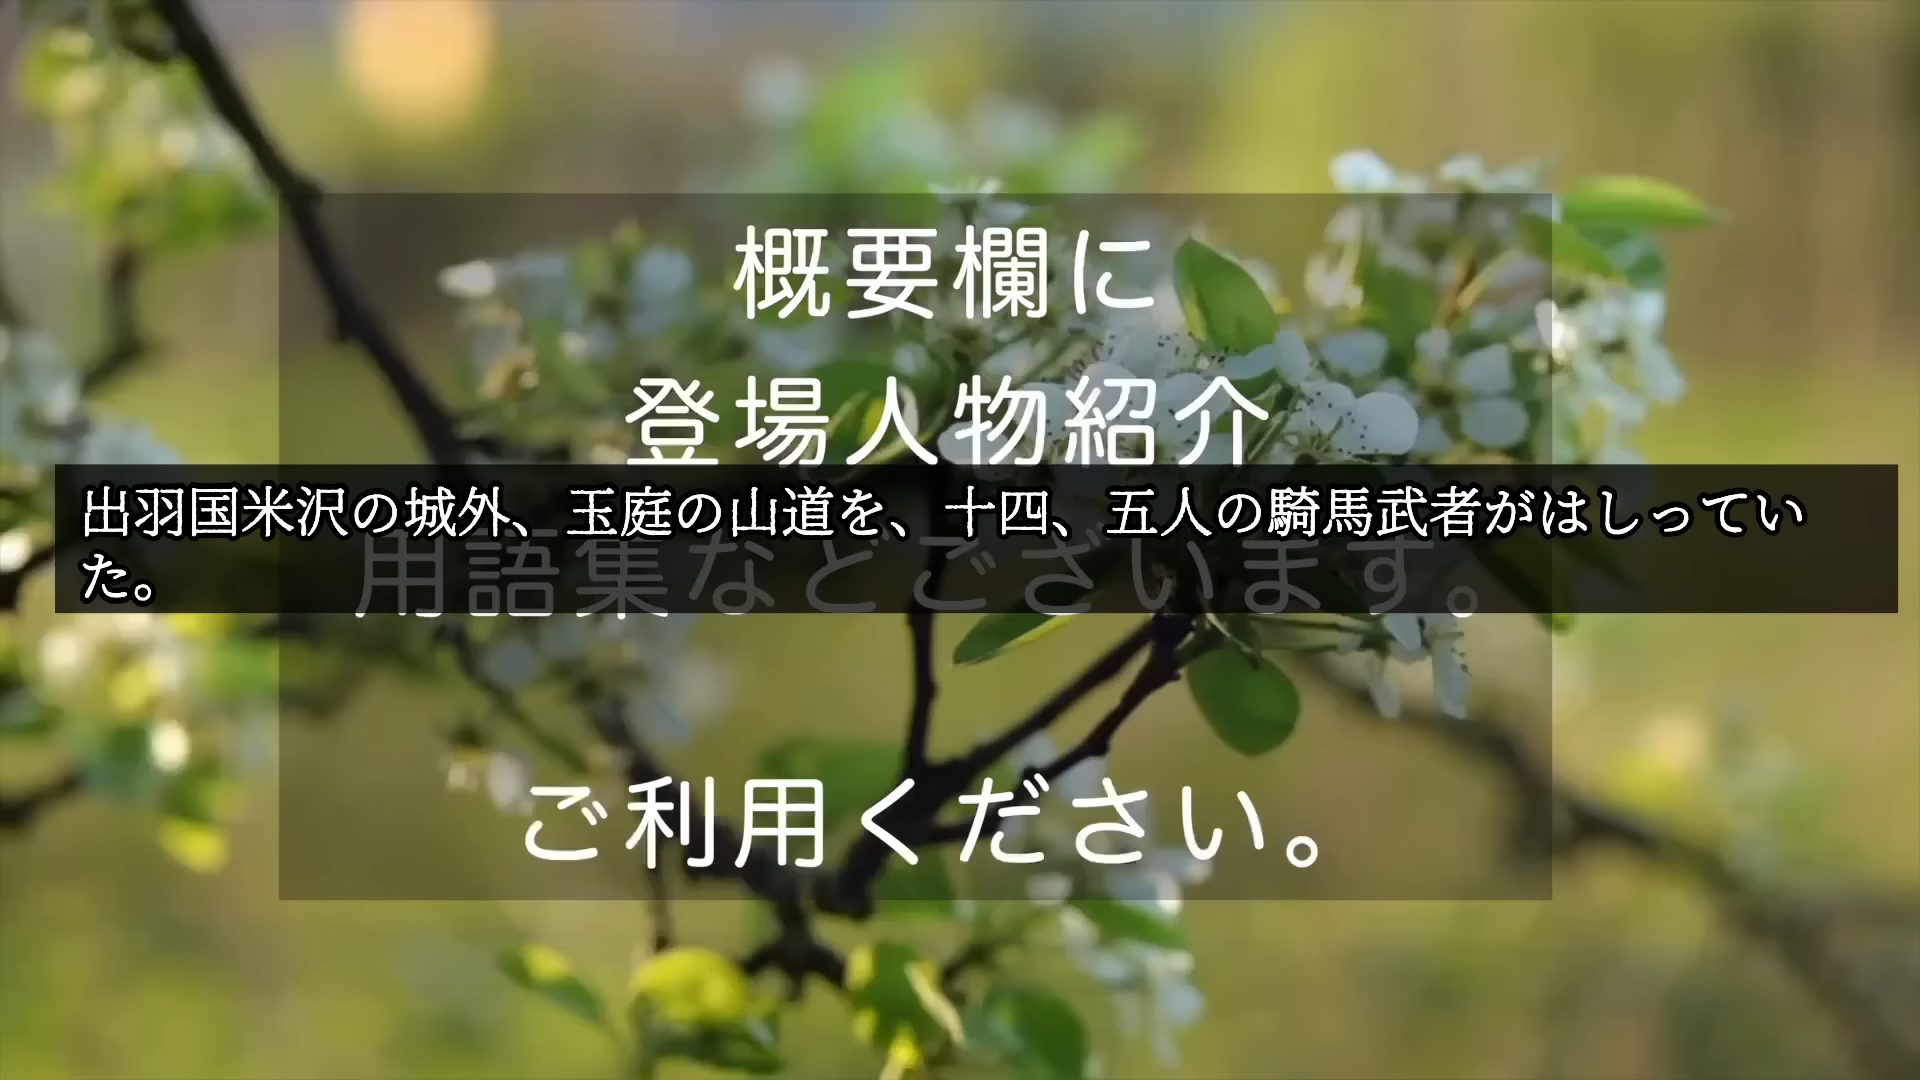 概要欄に
登場人物紹介
出羽国米沢の城外、玉庭の山道を、十四、五人の騎馬武者がはしってい
た。
用語集などございます。
ご利用ください。